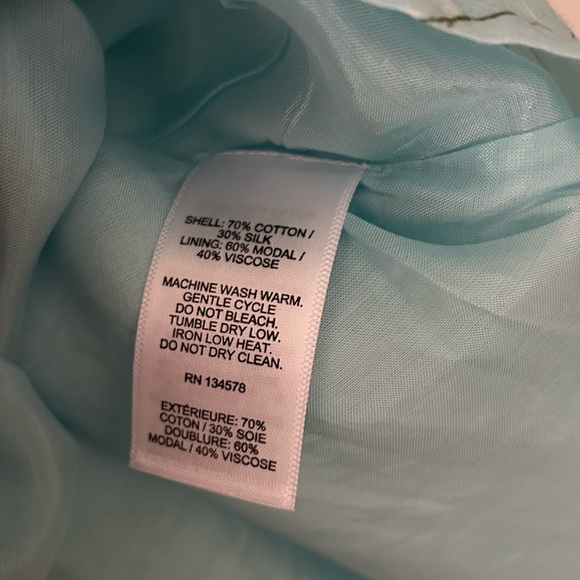 SHELL: 70% COTTON /
30% SILK
LINING: 60% MODAL /
40% VISCOSE
MACHINE WASH WARM.
GENTLE CYCLE
DO NOT BLEACH.
TUMBLE DRY LOW.
IRON LOW HEAT.
DO NOT DRY CLEAN.
RN 134578
EXTÉRIEURE: 70%
COTON / 30% SOIE
DOUBLURE: 60%
MODAL / 40% VISCOSE